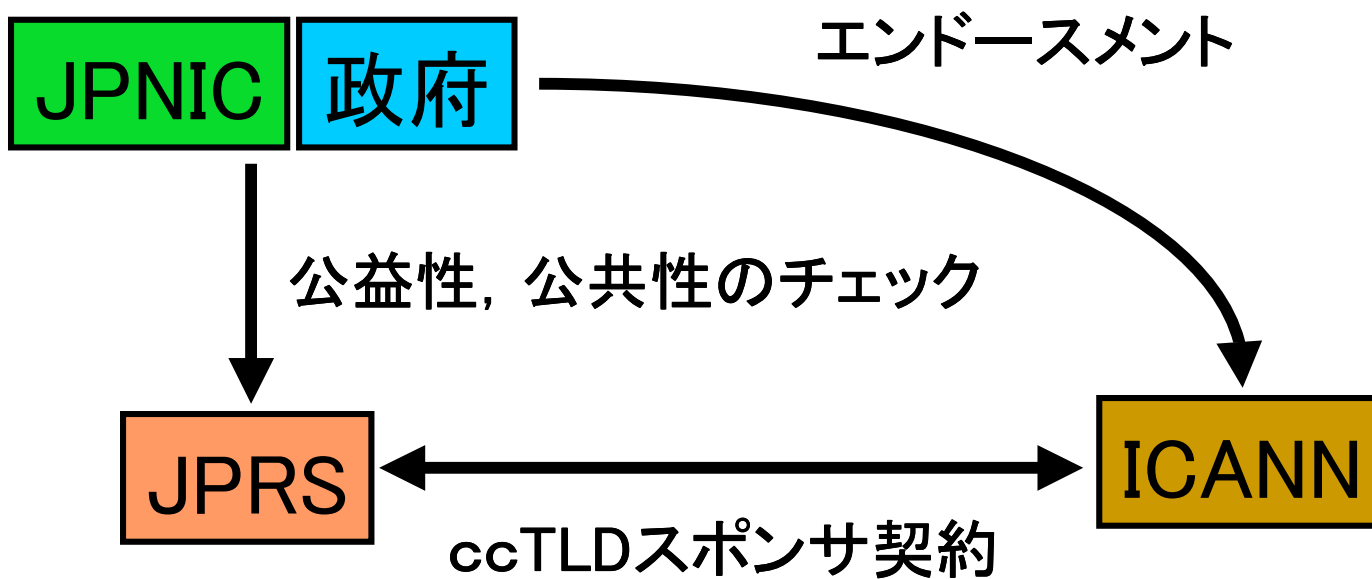 エンドースメント
JPNIC
政府
公益性，公共性のチェック
JPRS
ICANN
ccTLDスポンサ契約